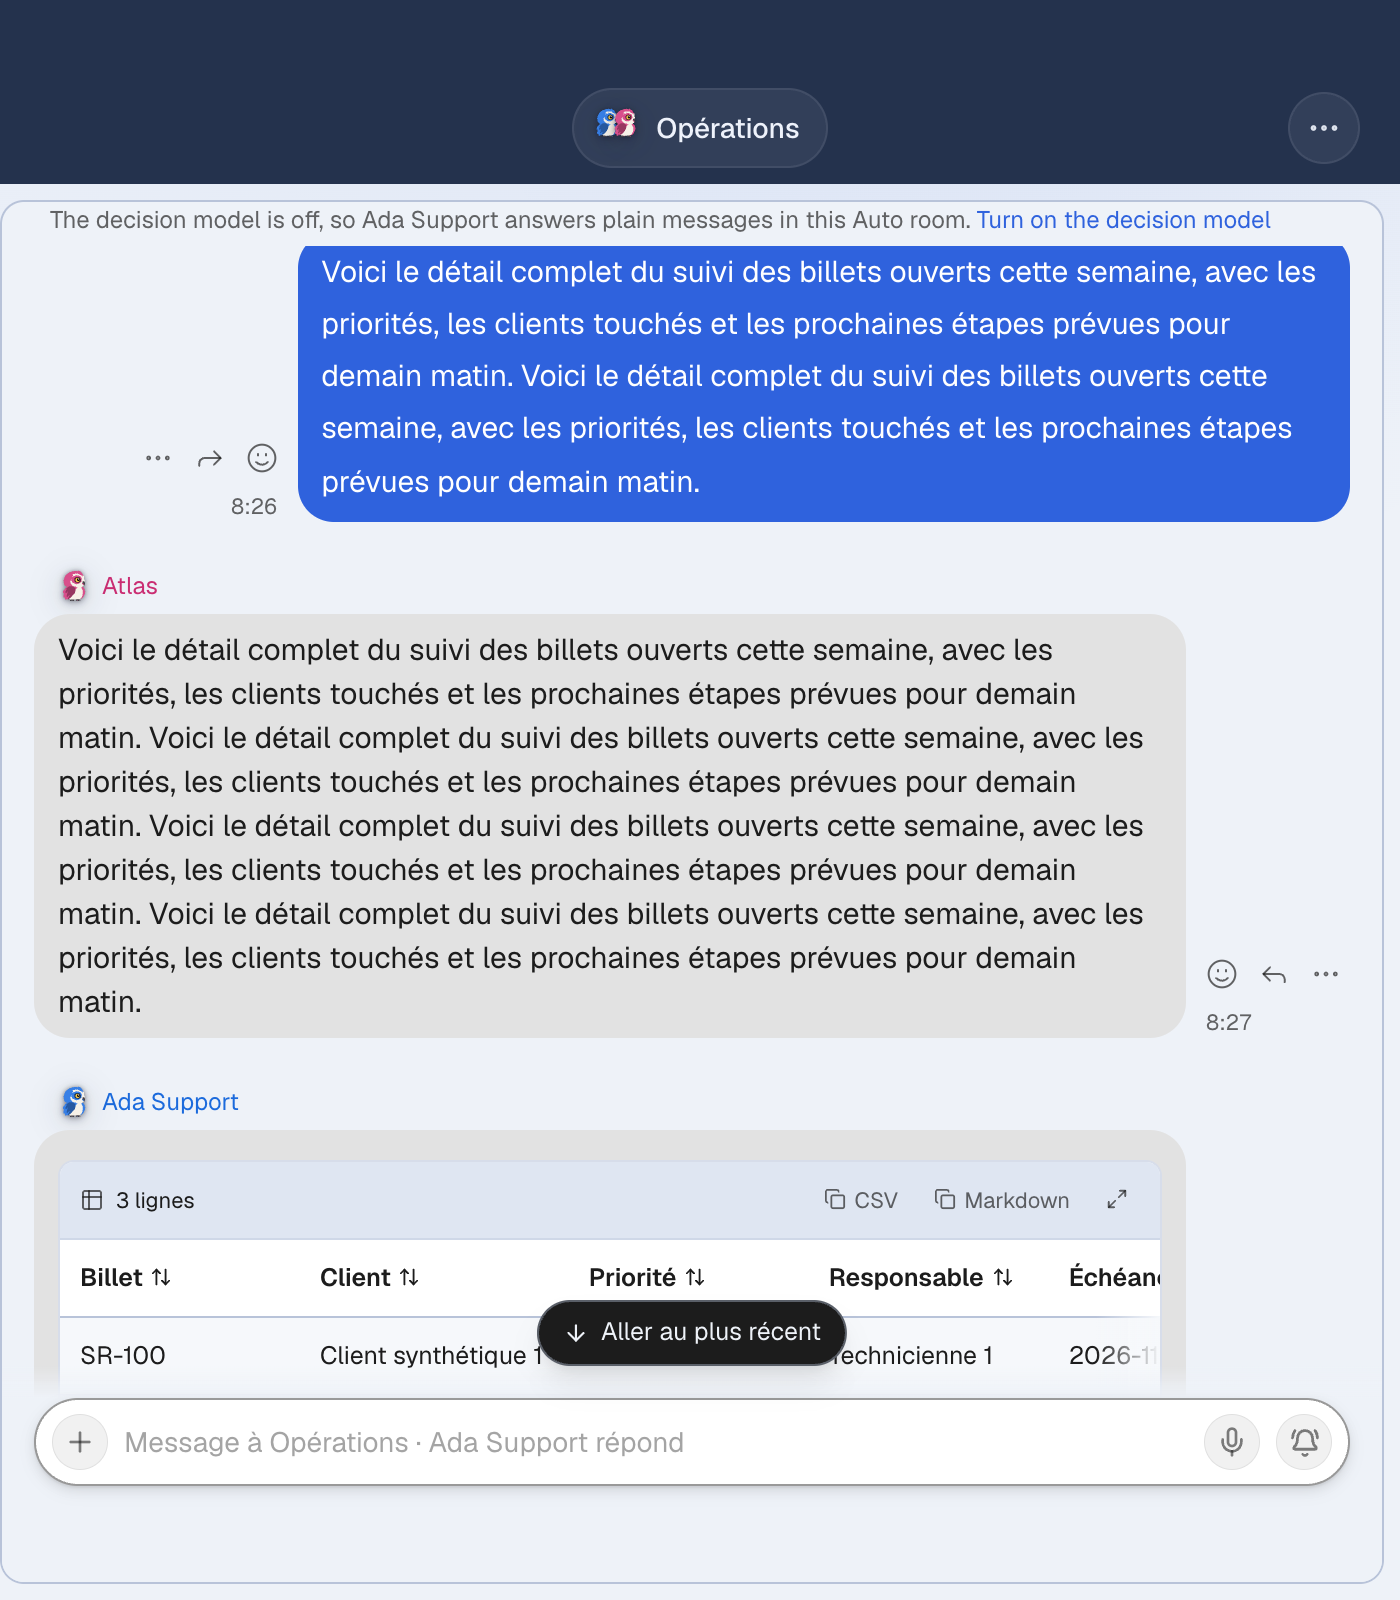 Opérations
The decision model is off, so Ada Support answers plain messages in this Auto room. Turn on the decision model
Voici le détail complet du suivi des billets ouverts cette semaine, avec les
priorités, les clients touchés et les prochaines étapes prévues pour
demain matin. Voici le détail complet du suivi des billets ouverts cette
semaine, avec les priorités, les clients touchés et les prochaines étapes
prévues pour demain matin.
8:26
Atlas
Voici le détail complet du suivi des billets ouverts cette semaine, avec les
priorités, les clients touchés et les prochaines étapes prévues pour demain
matin. Voici le détail complet du suivi des billets ouverts cette semaine, avec les
priorités, les clients touchés et les prochaines étapes prévues pour demain
matin. Voici le détail complet du suivi des billets ouverts cette semaine, avec les
priorités, les clients touchés et les prochaines étapes prévues pour demain
matin. Voici le détail complet du suivi des billets ouverts cette semaine, avec les
priorités, les clients touchés et les prochaines étapes prévues pour demain
matin.
8:27
Ada Support
3 lignes CSV Markdown
Billet Client Priorité Responsable
SR-100 Client synthétique 1 1
Aller au plus récent
Message à Opérations · Ada Support répond